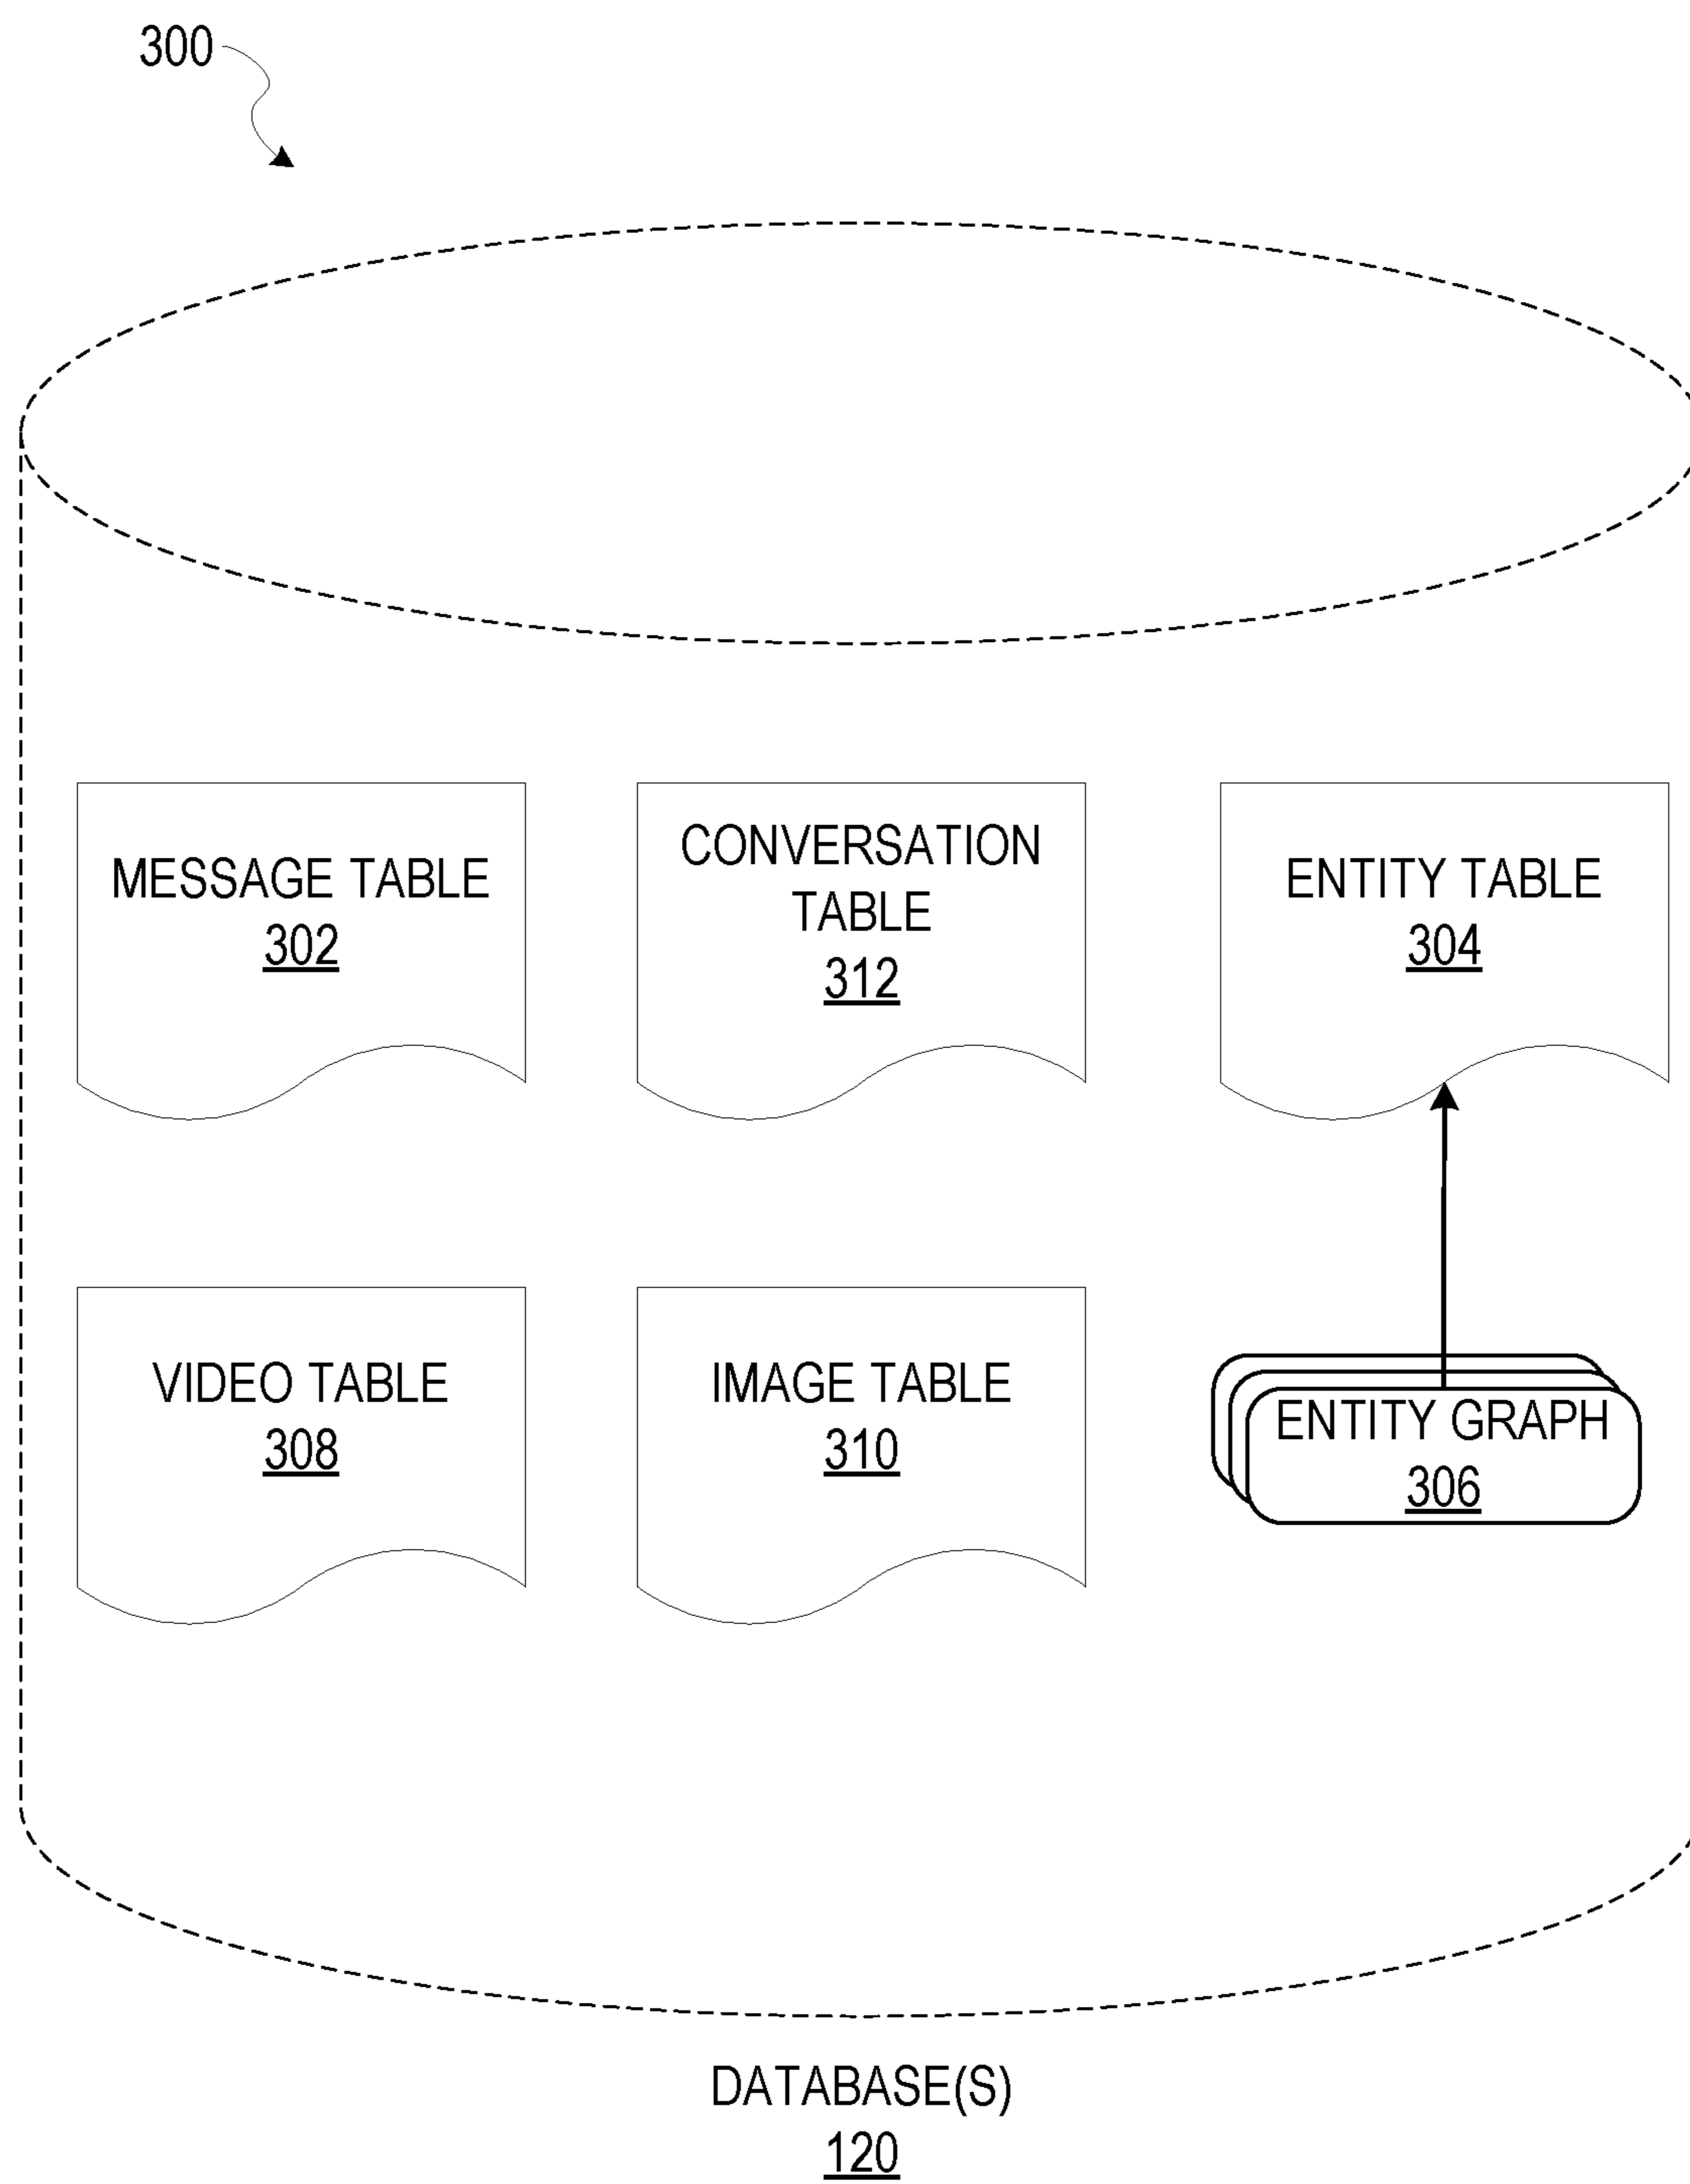 300
MESSAGE TABLE
302
CONVERSATION
TABLE
312
ENTITY TABLE
304
VIDEO TABLE
308
IMAGE TABLE
310
ENTITY GRAPH
306
DATABASE(S)
120